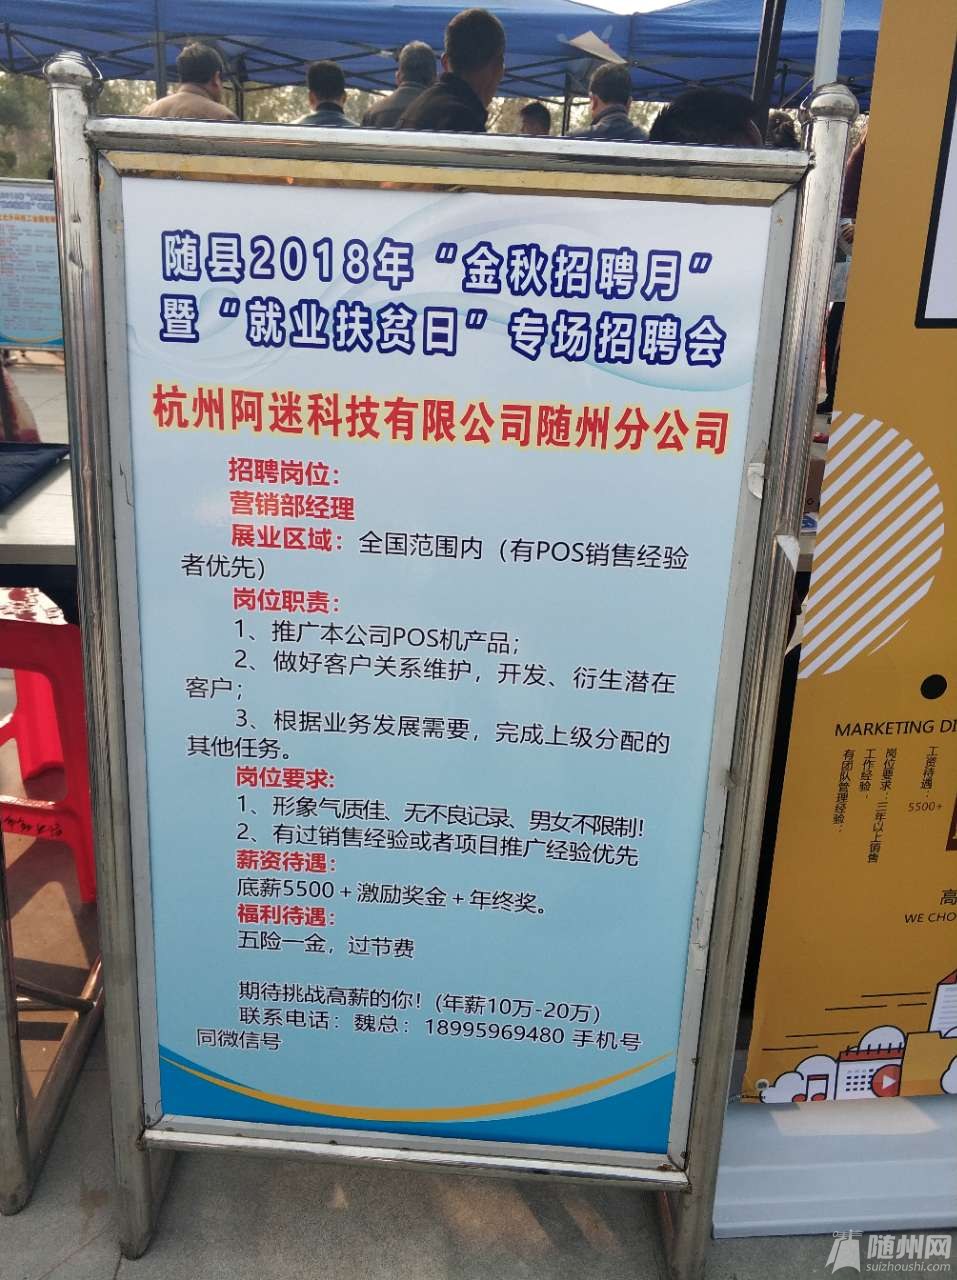 随县2018年“金秋招聘月”
暨“就业扶贫日”专场招聘会
杭州阿迷科技有限公司随州分公司
招聘岗位：
营销部经理
展业区域：全国范围内（有POS销售经验
者优先）
岗位职责：
1、推广本公司POS机产品；
2、做好客户关系维护，开发、衍生潜在
客户；
3、根据业务发展需要，完成上级分配的
其他任务。
岗位要求:
1、形象气质佳、无不良记录、男女不限制!
2、有过销售经验或者项目推广经验优先
薪资待遇：
底薪5500＋激励奖金＋年终奖。
福利待遇：
五险一金，过节费
期待挑战高薪的你！(年薪10万-20万）
联系电话：魏总：18995969480 手机号
同微信号
MARKETING DI
工资待遇：
5500+
岗位要求:三年以上销售
工作经验.
有团队管理经验:
高
WE CHO
随州网
suizhoushi.com